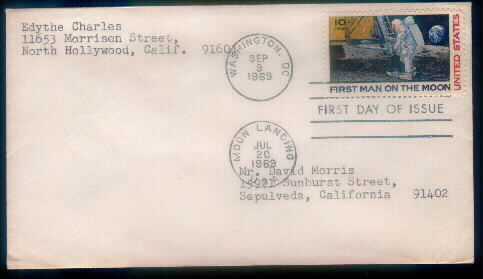 Edythe Charles
11653 Morrison Street,
North Hollywood, Calif. 9160
WASHINGTON, DC
SEP
9
1969
10
UNITED STATES
FIRST MAN ON THE MOON
FIRST DAY OF ISSUE
MOON LANDING
JUL
20
1969
USA
Mr. David Morris
Sunburst Street,
Sepulveda, California 91402